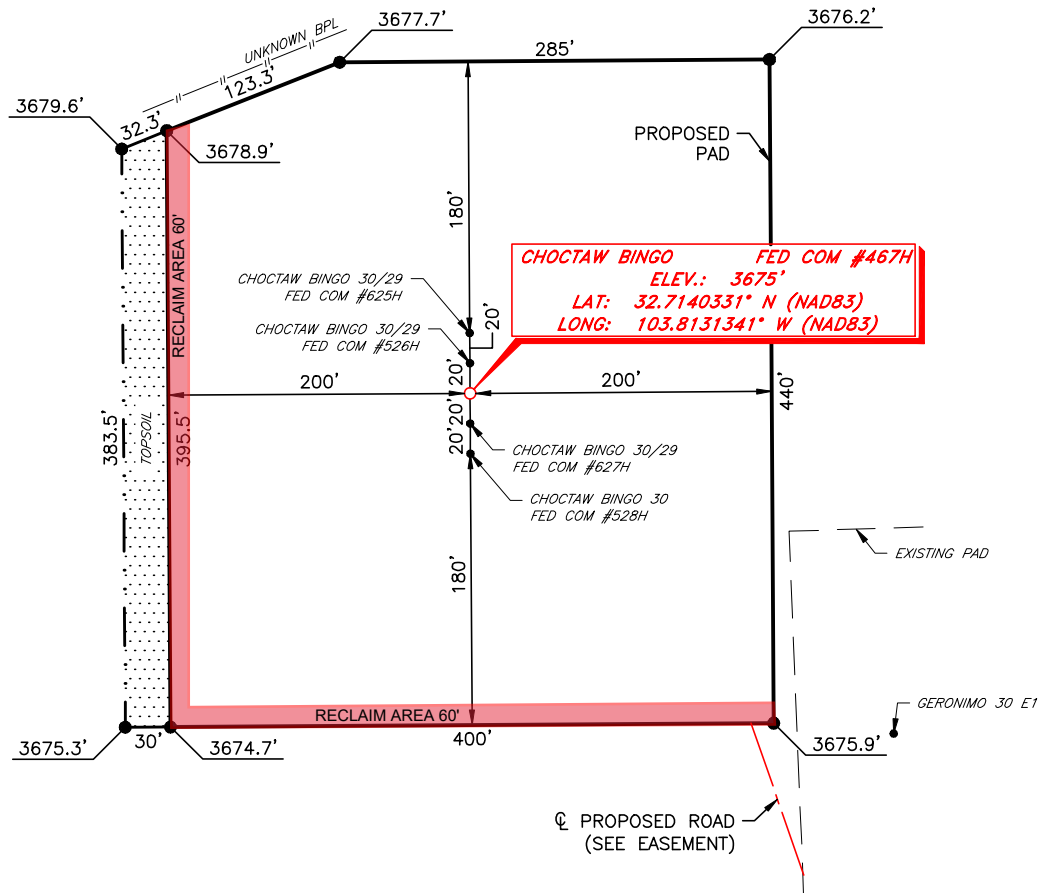 3677.7'
3676.2'
UNKNOWN BPL
285'
123.3'
3679.6'
32.3'
3678.9'
PROPOSED
PAD
180'
RECLAIM AREA 60'
CHOCTAW BINGO FED COM #467H
ELEV.: 3675'
LAT: 32.7140331° N (NAD83)
LONG: 103.8131341° W (NAD83)
CHOCTAW BINGO 30/29
FED COM #625H
20'
CHOCTAW BINGO 30/29
FED COM #526H
20'
200'
200'
440'
20'
20'
383.5'
TOPSOIL
395.5'
CHOCTAW BINGO 30/29
FED COM #627H
CHOCTAW BINGO 30
FED COM #528H
EXISTING PAD
180'
GERONIMO 30 E1
RECLAIM AREA 60'
3675.3'
30'
3674.7'
400'
3675.9'
℄ PROPOSED ROAD
(SEE EASEMENT)